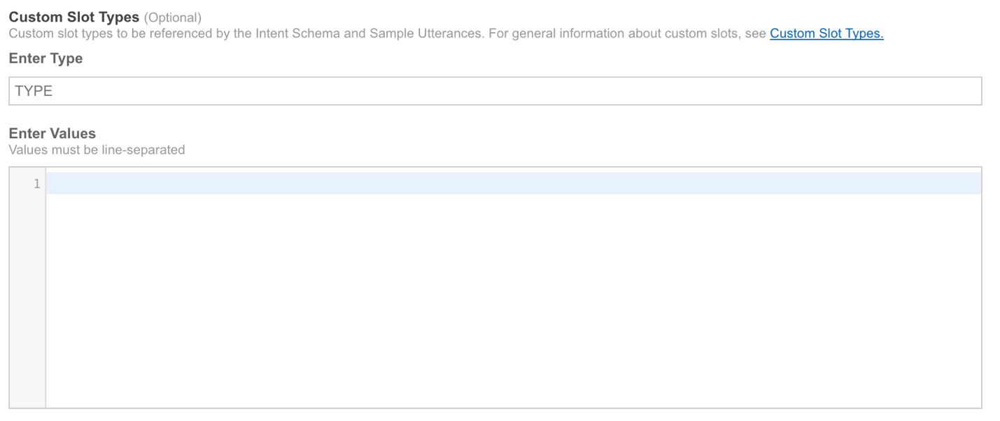 Custom Slot Types (Optional)
Custom slot types to be referenced by the Intent Schema and Sample Utterances. For general information about custom slots, see Custom Slot Types.
Enter Type
TYPE
Enter Values
Values must be line-separated
1